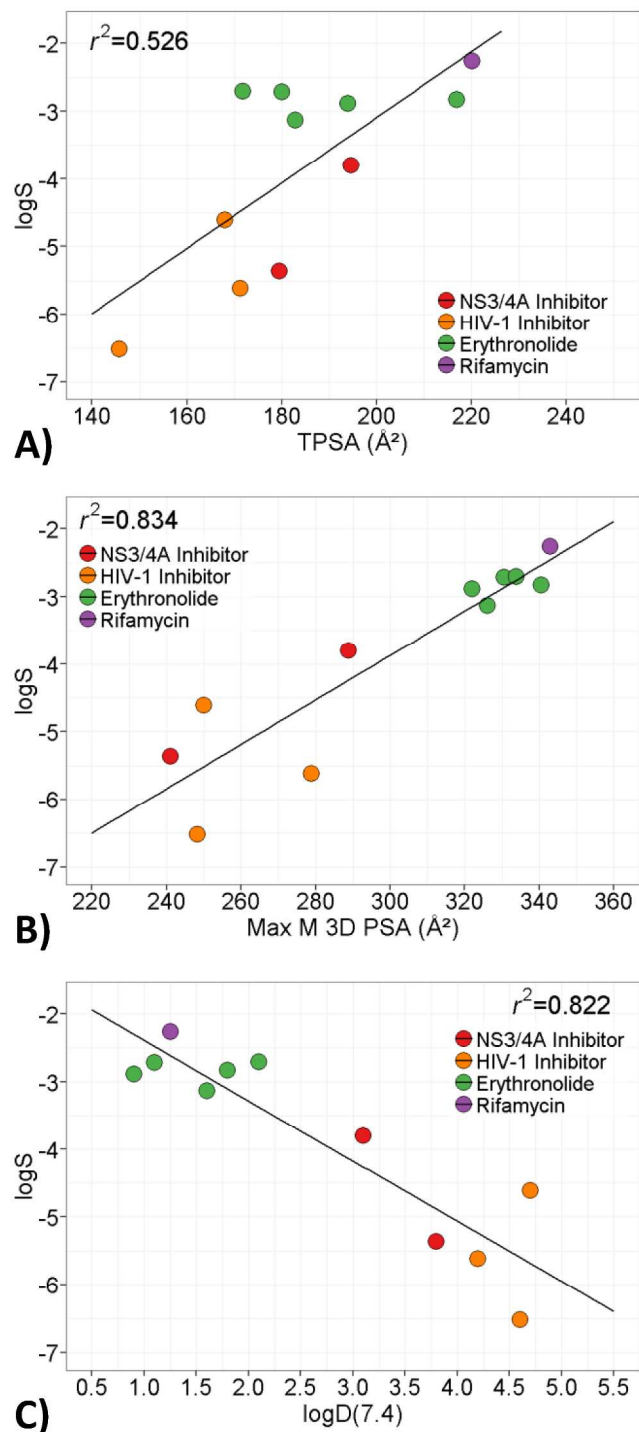 r²=0.526
-2
-3
-4
-5
-6
-7
logS
NS3/4A Inhibitor
HIV-1 Inhibitor
Erythronolide
Rifamycin
140 160 180 200 220 240
TPSA (Å²)
A)
r²=0.834
NS3/4A Inhibitor
HIV-1 Inhibitor
Erythronolide
Rifamycin
-2
-3
-4
-5
-6
-7
logS
220 240 260 280 300 320 340 360
Max M 3D PSA (Å²)
B)
r²=0.822
NS3/4A Inhibitor
HIV-1 Inhibitor
Erythronolide
Rifamycin
-2
-3
-4
-5
-6
-7
logS
0.5 1.0 1.5 2.0 2.5 3.0 3.5 4.0 4.5 5.0 5.5
logD(7.4)
C)